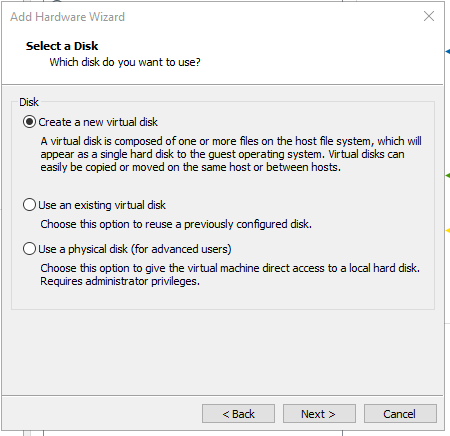 Add Hardware Wizard
Select a Disk
Which disk do you want to use?
Disk
Create a new virtual disk
A virtual disk is composed of one or more files on the host file system, which will
appear as a single hard disk to the guest operating system. Virtual disks can
easily be copied or moved on the same host or between hosts.
Use an existing virtual disk
Choose this option to reuse a previously configured disk.
Use a physical disk (for advanced users)
Choose this option to give the virtual machine direct access to a local hard disk.
Requires administrator privileges.
< Back
Next >
Cancel